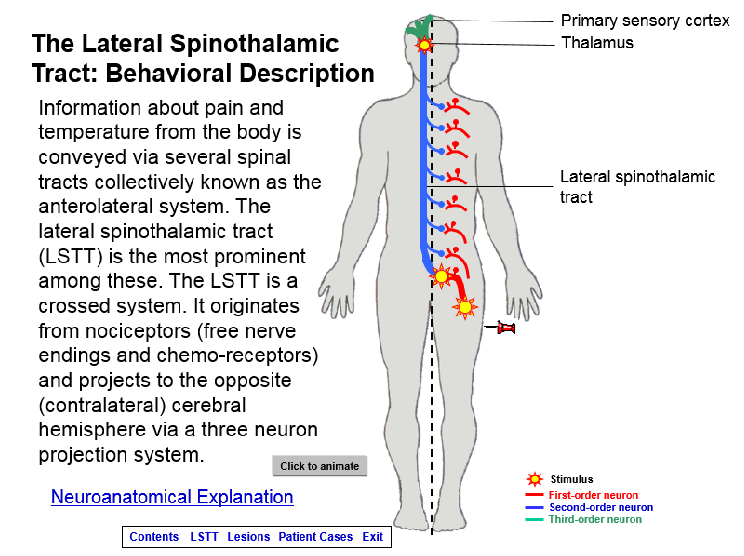 The Lateral Spinothalamic
Tract: Behavioral Description
Information about pain and
temperature from the body is
conveyed via several spinal
tracts collectively known as the
anterolateral system. The
lateral spinothalamic tract
(LSTT) is the most prominent
among these. The LSTT is a
crossed system. It originates
from nociceptors (free nerve
endings and chemo-receptors)
and projects to the opposite
(contralateral) cerebral
hemisphere via a three neuron
projection system.
Click to animate
Neuroanatomical Explanation
Contents LSTT Lesions Patient Cases Exit
Primary sensory cortex
Thalamus
Lateral spinothalamic
tract
Stimulus
First-order neuron
Second-order neuron
Third-order neuron